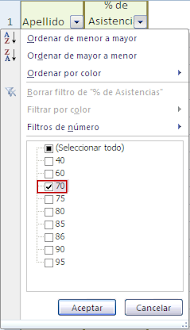 % de
1 Apellido Asistenci
Ordenar de menor a mayor
Ordenar de mayor a menor
Ordenar por color
Borrar filtro de "% de Asistencias"
Filtrar por color
Filtros de número
(Seleccionar todo)
40
60
70
75
80
85
86
90
95
Aceptar Cancelar